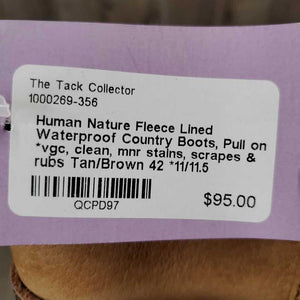 The Tack Collector
1000269-356
Human Nature Fleece Lined
Waterproof Country Boots, Pull on
*vgc, clean, mnr stains, scrapes &
rubs Tan/Brown 42 *11/11.5
QCPD97
$95.00